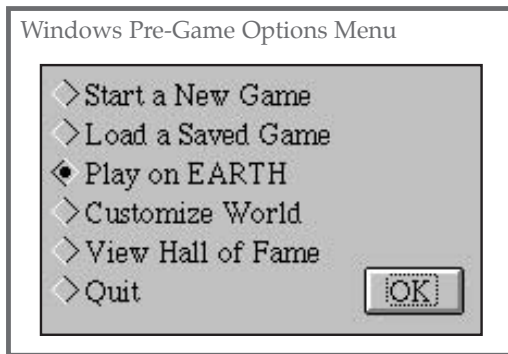 Windows Pre-Game Options Menu
Start a New Game
Load a Saved Game
Play on EARTH
Customize World
View Hall of Fame
Quit
OK